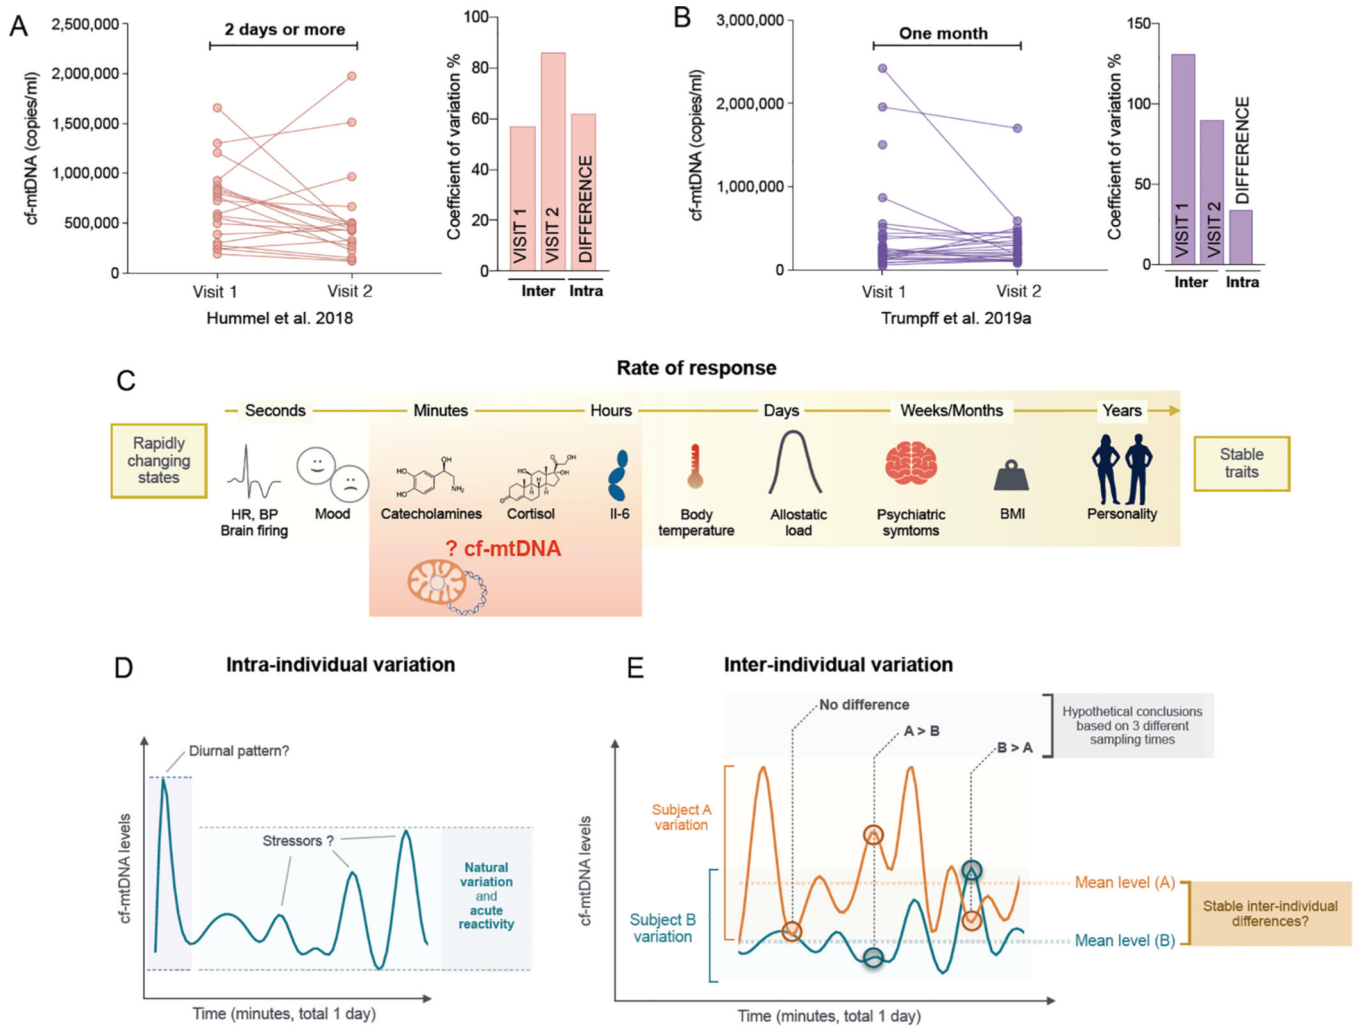 A
2,500,000
2,000,000
1,500,000
1,000,000
500,000
0
cf-mtDNA (copies/ml)
2 days or more
Visit 1
Visit 2
Hummel et al. 2018
100
80
60
40
20
0
Coefficient of variation %
VISIT 1
VISIT 2
DIFFERENCE
Inter
Intra
B
3,000,000
2,000,000
1,000,000
0
cf-mtDNA (copies/ml)
One month
Visit 1
Visit 2
Trumpff et al. 2019a
150
100
50
0
Coefficient of variation %
VISIT 1
VISIT 2
DIFFERENCE
Inter
Intra
C
Rate of response
Seconds
Minutes
Hours
Days
Weeks/Months
Years
Rapidly
changing
states
Stable
traits
HR, BP
Brain firing
Mood
HO
HO
OH
NH₂
Catecholamines
O
HO
O
OH
OH
H
H
H
Cortisol
Il-6
Body
temperature
Allostatic
load
Psychiatric
symtoms
BMI
Personality
? cf-mtDNA
D
Intra-individual variation
cf-mtDNA levels
Diurnal pattern?
Stressors ?
Natural
variation
and
acute
reactivity
Time (minutes, total 1 day)
E
Inter-individual variation
No difference
A > B
B > A
Hypothetical conclusions
based on 3 different
sampling times
cf-mtDNA levels
Subject A
variation
Subject B
variation
Mean level (A)
Mean level (B)
Stable inter-individual
differences?
Time (minutes, total 1 day)